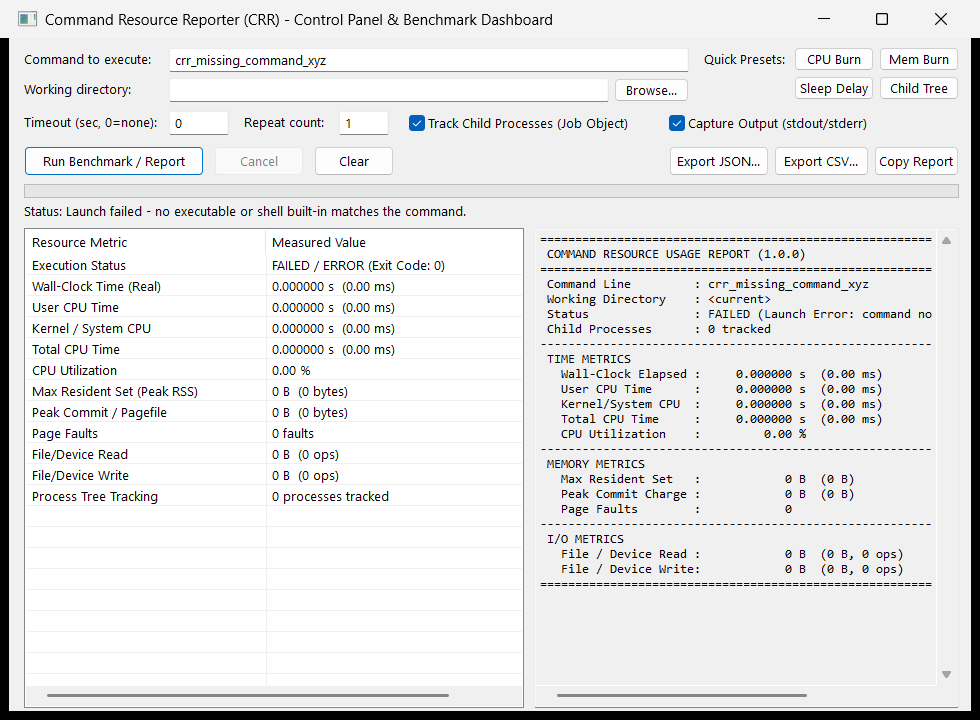 Command Resource Reporter (CRR) - Control Panel & Benchmark Dashboard
Command to execute: crr_missing_command_xyz Quick Presets: CPU Burn Mem Burn
Working directory: Browse... Sleep Delay Child Tree
Timeout (sec, 0=none): 0 Repeat count: 1 Track Child Processes (Job Object) Capture Output (stdout/stderr)
Run Benchmark / Report Cancel Clear Export JSON... Export CSV... Copy Report
Status: Launch failed - no executable or shell built-in matches the command.
Resource Metric Measured Value
Execution Status FAILED / ERROR (Exit Code: 0)
Wall-Clock Time (Real) 0.000000 s (0.00 ms)
User CPU Time 0.000000 s (0.00 ms)
Kernel / System CPU 0.000000 s (0.00 ms)
Total CPU Time 0.000000 s (0.00 ms)
CPU Utilization 0.00 %
Max Resident Set (Peak RSS) 0 B (0 bytes)
Peak Commit / Pagefile 0 B (0 bytes)
Page Faults 0 faults
File/Device Read 0 B (0 ops)
File/Device Write 0 B (0 ops)
Process Tree Tracking 0 processes tracked
========================================================
COMMAND RESOURCE USAGE REPORT (1.0.0)
========================================================
Command Line : crr_missing_command_xyz
Working Directory : <current>
Status : FAILED (Launch Error: command no
Child Processes : 0 tracked
--------------------------------------------------------
TIME METRICS
Wall-Clock Elapsed : 0.000000 s (0.00 ms)
User CPU Time : 0.000000 s (0.00 ms)
Kernel/System CPU : 0.000000 s (0.00 ms)
Total CPU Time : 0.000000 s (0.00 ms)
CPU Utilization : 0.00 %
--------------------------------------------------------
MEMORY METRICS
Max Resident Set : 0 B (0 B)
Peak Commit Charge : 0 B (0 B)
Page Faults : 0
--------------------------------------------------------
I/O METRICS
File / Device Read : 0 B (0 B, 0 ops)
File / Device Write: 0 B (0 B, 0 ops)
========================================================